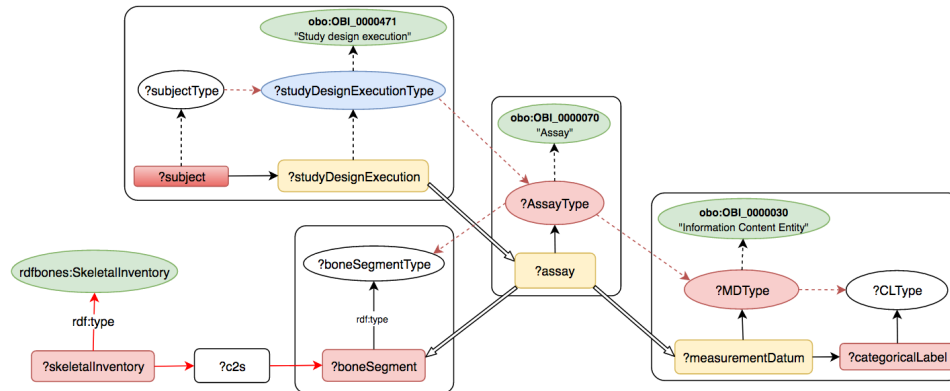 obo:OBI_0000471
"Study design execution"
?subjectType
?studyDesignExecutionType
?subject
?studyDesignExecution
obo:OBI_0000070
"Assay"
?AssayType
?assay
obo:OBI_0000030
"Information Content Entity"
?MDType
?CLType
?measurementDatum
?categoricalLabel
rdfbones:SkeletalInventory
rdf:type
?skeletalInventory
?c2s
?boneSegmentType
rdf:type
?boneSegment